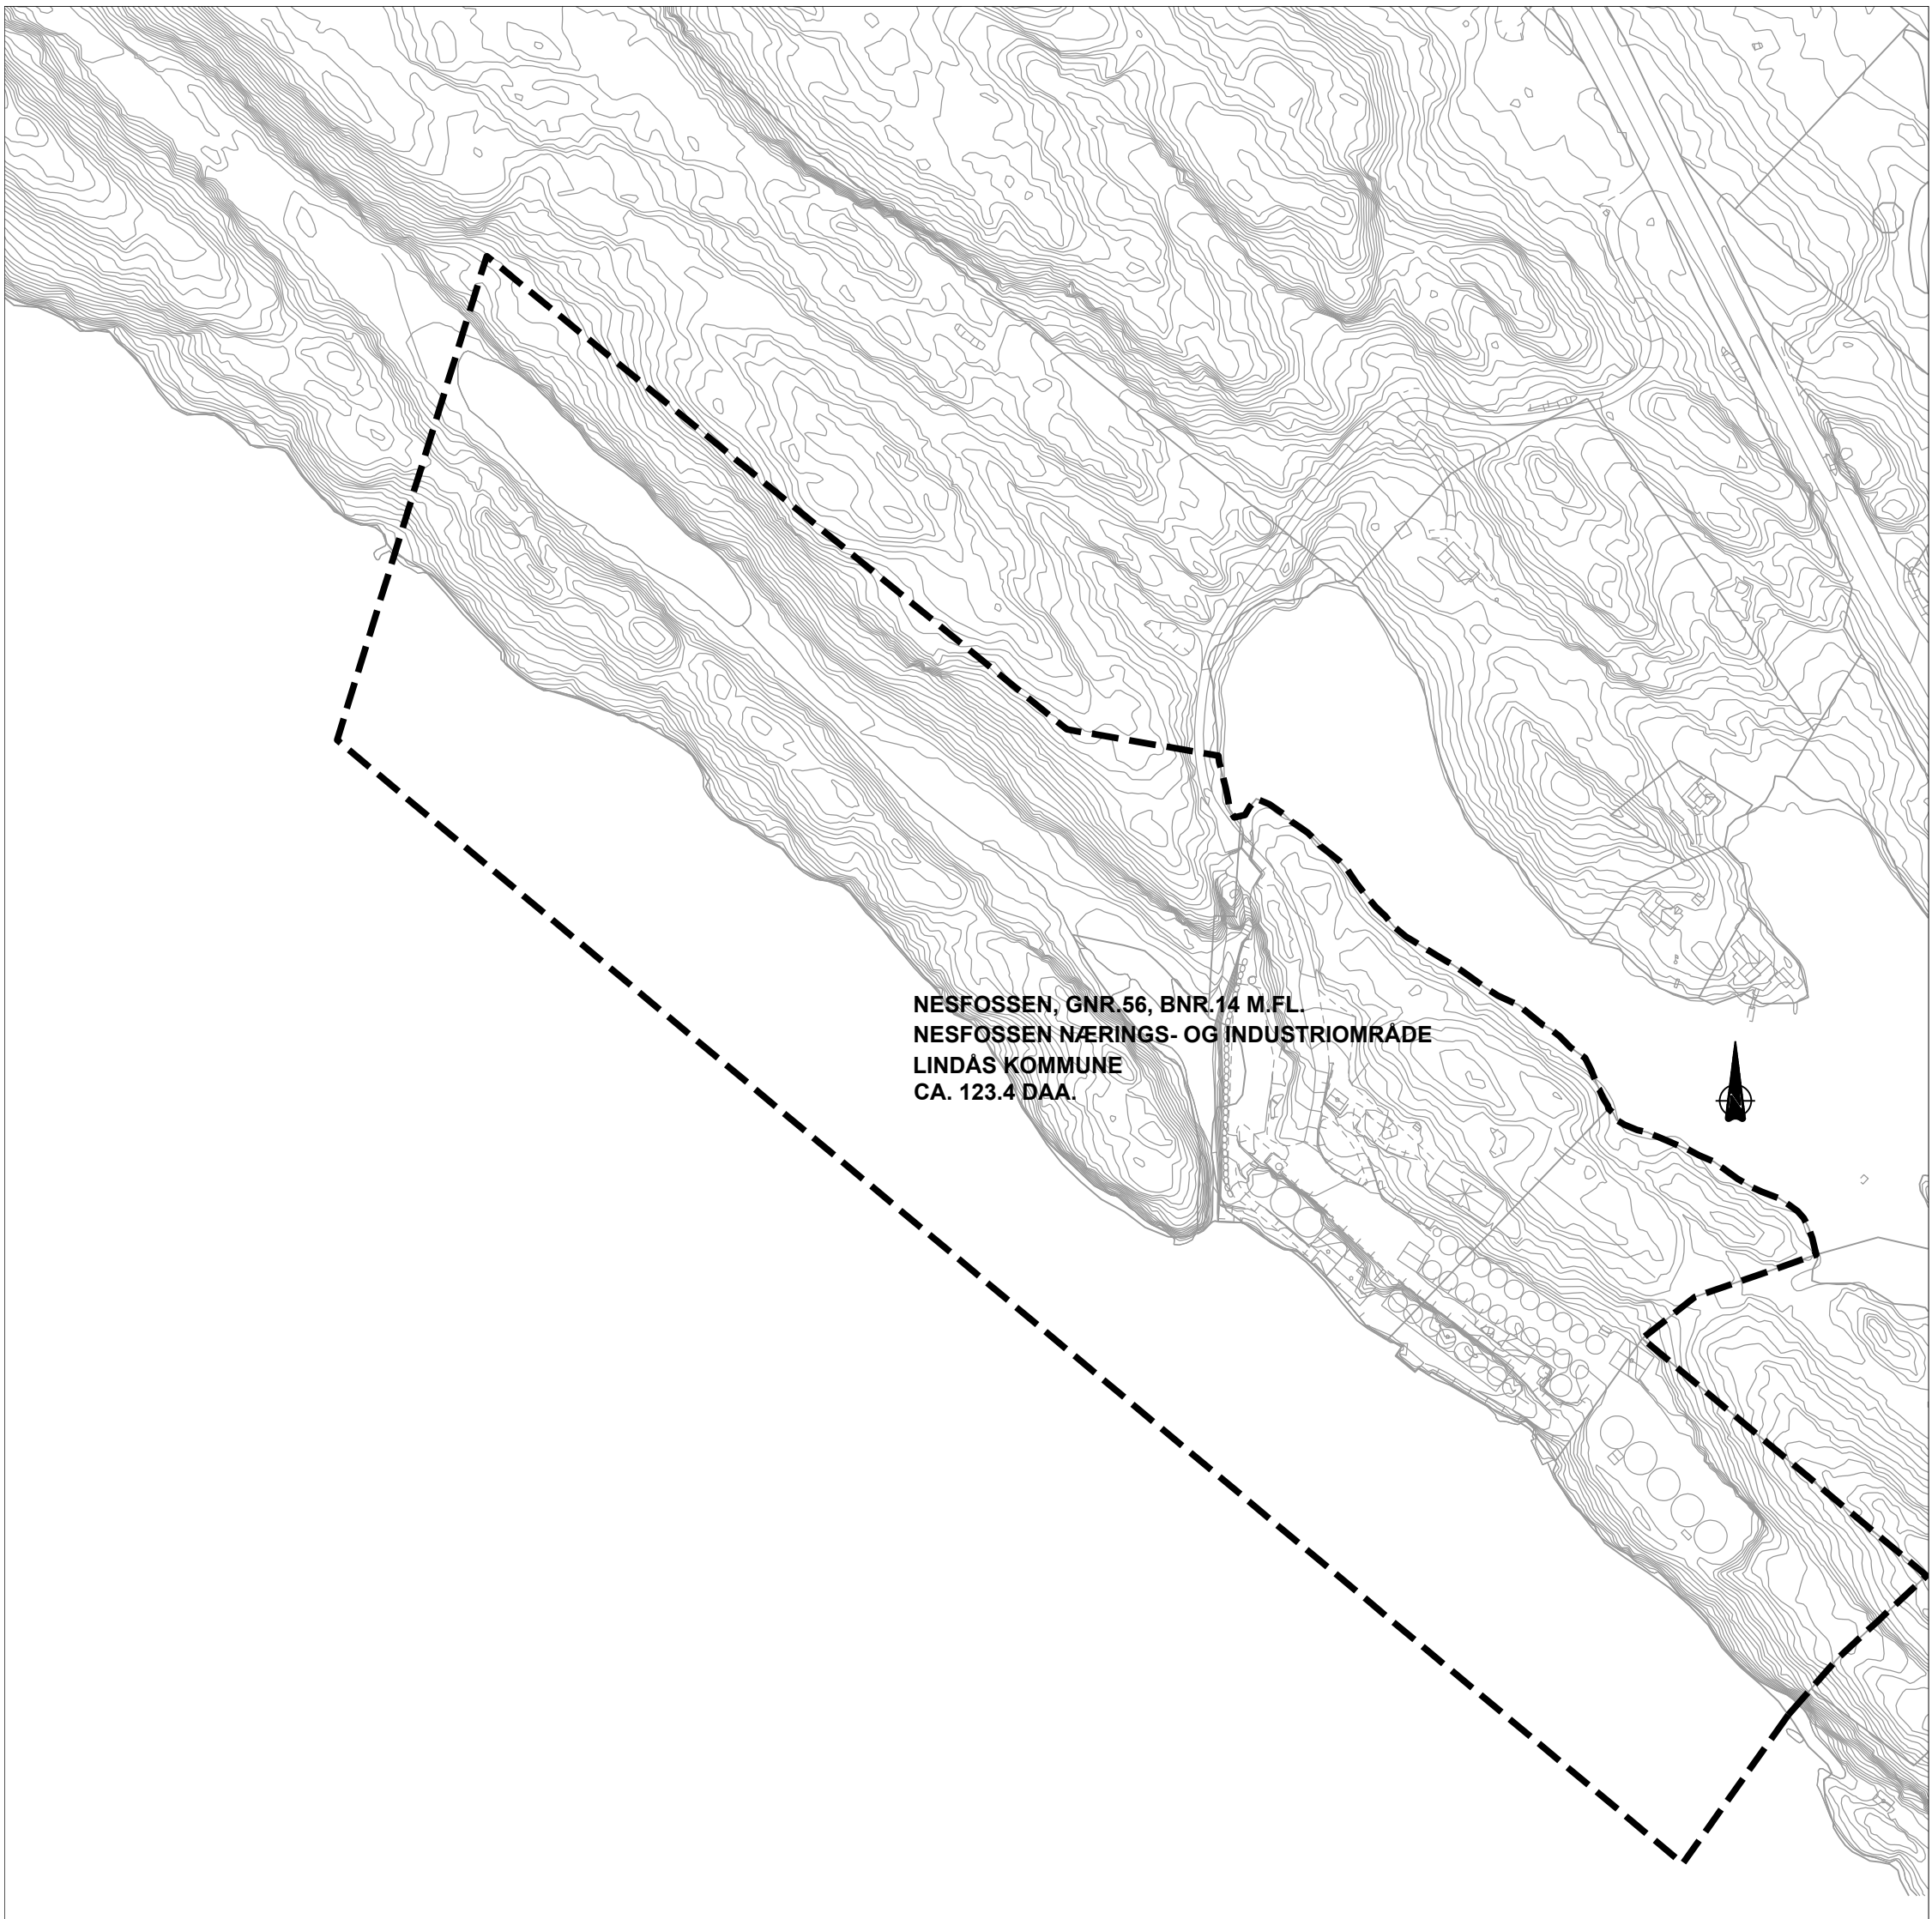 NESFOSSEN, GNR.56, BNR.14 M.FL.
NESFOSSEN NÆRINGS- OG INDUSTRIOMRÅDE
LINDÅS KOMMUNE
CA. 123.4 DAA.